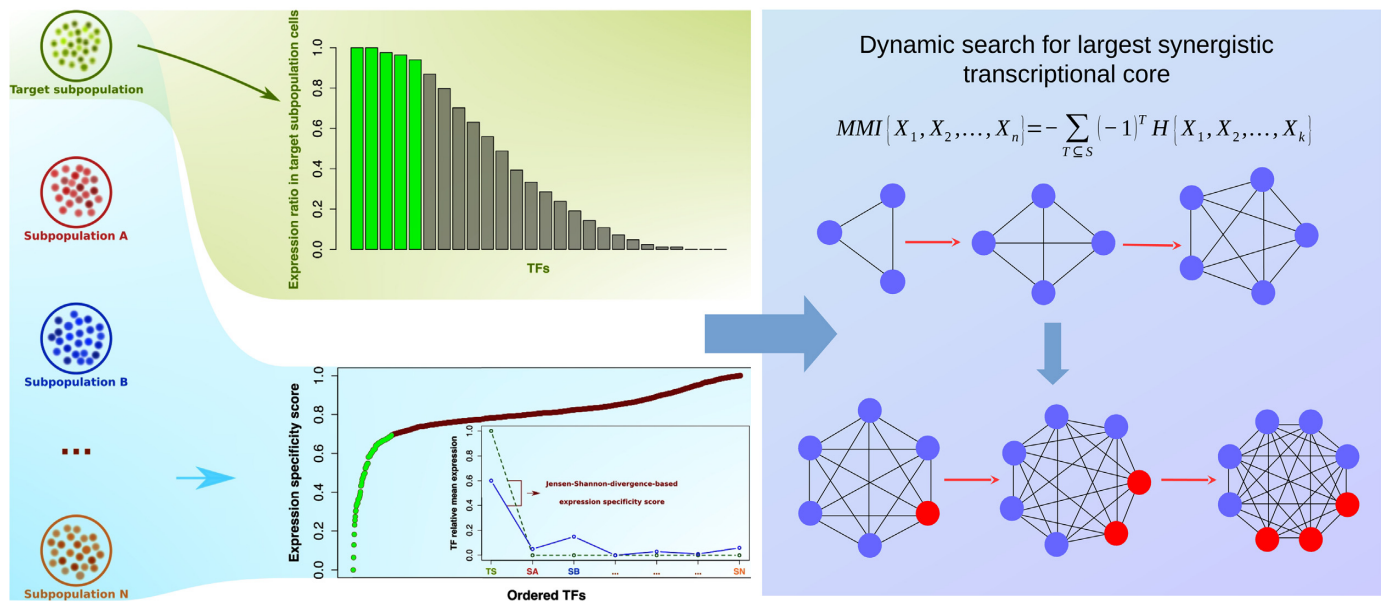 Target subpopulation
Subpopulation A
Subpopulation B
...
Subpopulation N
Expression ratio in target subpopulation cells
1.0
0.8
0.6
0.4
0.2
0.0
TFs
Expression specificity score
1.0
0.8
0.6
0.4
0.2
0.0
Ordered TFs
TF relative mean expression
1.0
0.8
0.6
0.4
0.2
0.0
Jensen-Shannon-divergence-based
expression specificity score
TS SA SB ... ... ... SN
Dynamic search for largest synergistic
transcriptional core
MMI{X₁, X₂,..., Xₙ}=−∑(−1)ᵀ H{X₁, X₂,..., Xₖ}
T⊆S